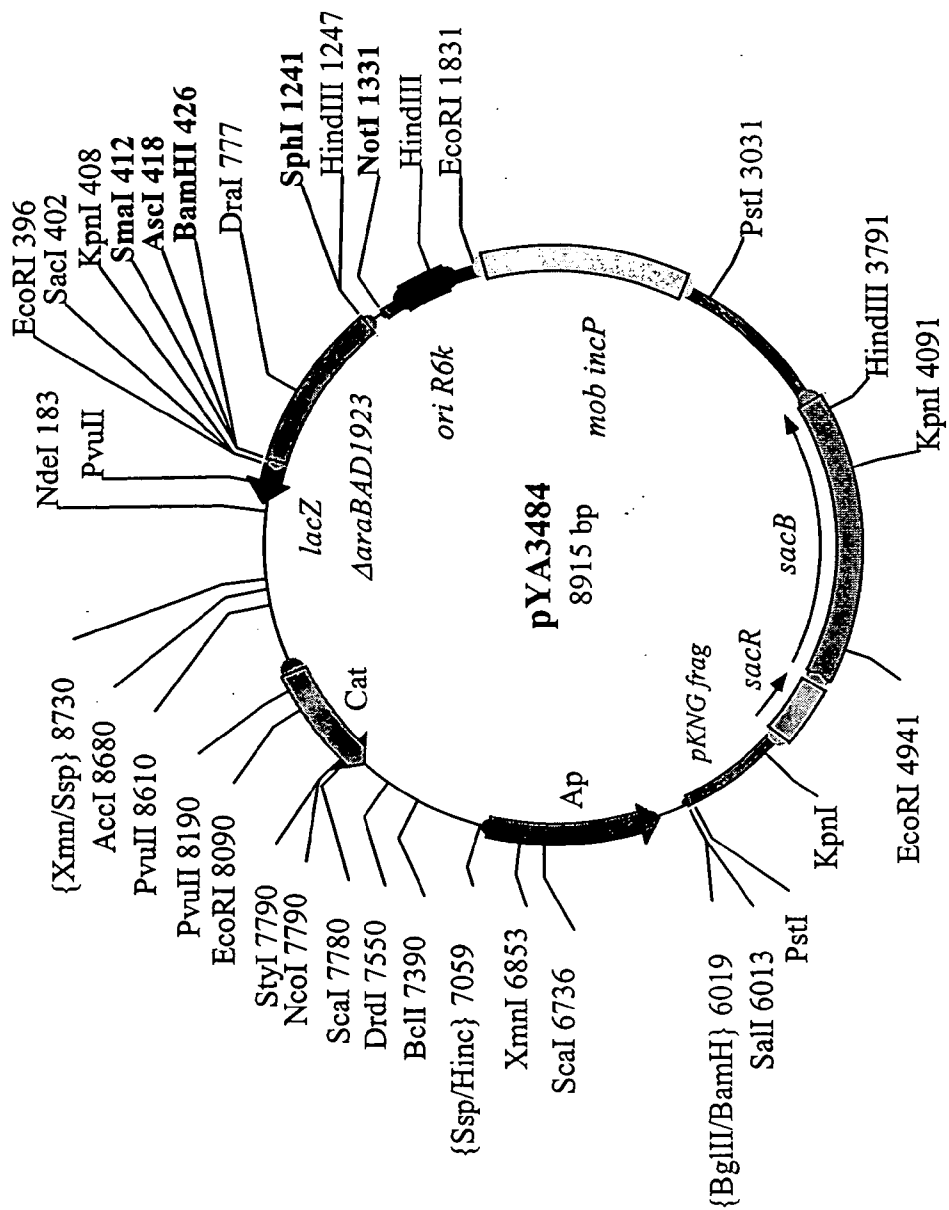 pYA3484
8915 bp
NdeI 183
PvuII
EcoRI 396
SacI 402
KpnI 408
SmaI 412
AscI 418
BamHI 426
DraI 777
SphI 1241
HindIII 1247
NotI 1331
HindIII
EcoRI 1831
PstI 3031
HindIII 3791
KpnI 4091
EcoRI 4941
KpnI
PstI
SalI 6013
{BglII/BamH} 6019
ScaI 6736
XmnI 6853
{Ssp/Hinc} 7059
BclI 7390
DrdI 7550
ScaI 7780
NcoI 7790
StyI 7790
EcoRI 8090
PvuII 8190
PvuII 8610
AccI 8680
{Xmn/Ssp} 8730
lacZ
ΔaraBAD1923
ori R6k
mob incP
sacB
sacR
pKNG frag
Ap
Cat